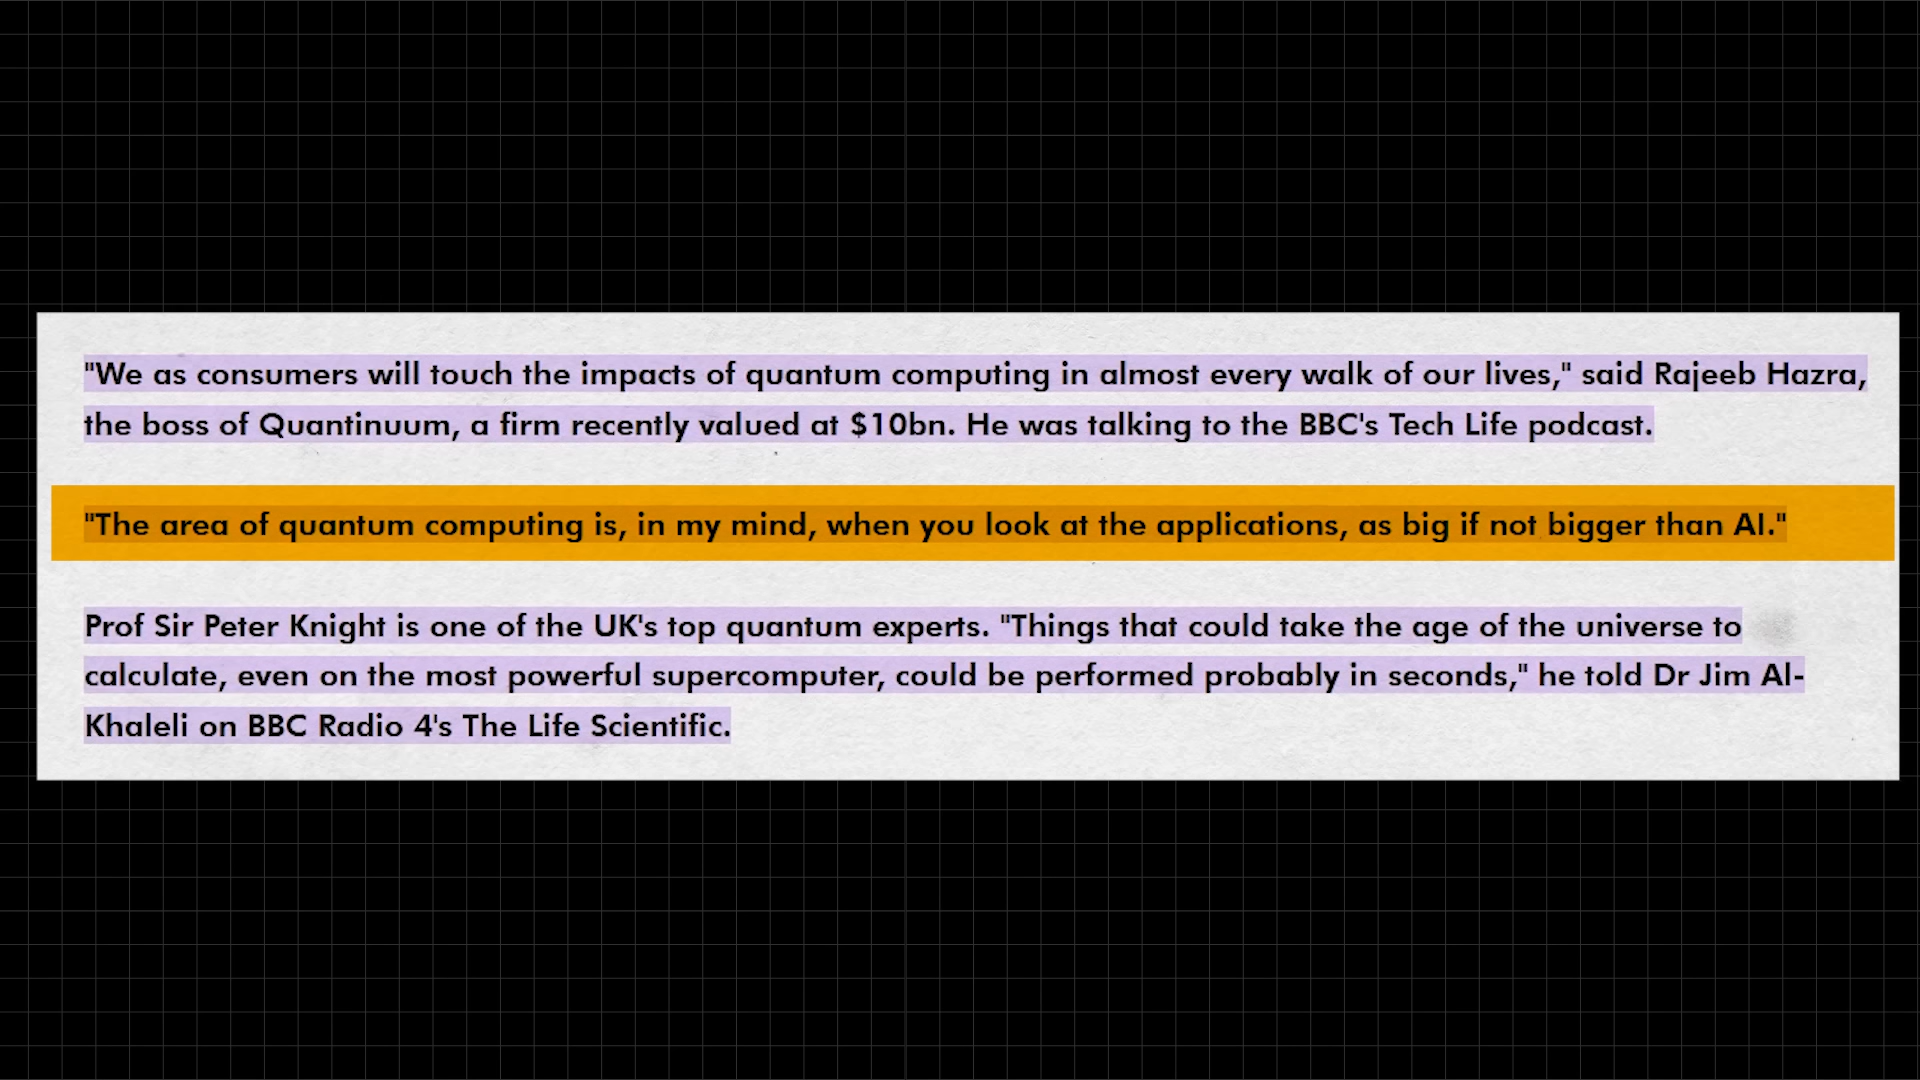 "We as consumers will touch the impacts of quantum computing in almost every walk of our lives," said Rajeeb Hazra,
the boss of Quantinuum, a firm recently valued at $10bn. He was talking to the BBC's Tech Life podcast.
"The area of quantum computing is, in my mind, when you look at the applications, as big if not bigger than AI."
Prof Sir Peter Knight is one of the UK's top quantum experts. "Things that could take the age of the universe to
calculate, even on the most powerful supercomputer, could be performed probably in seconds," he told Dr Jim Al-
Khaleli on BBC Radio 4's The Life Scientific.